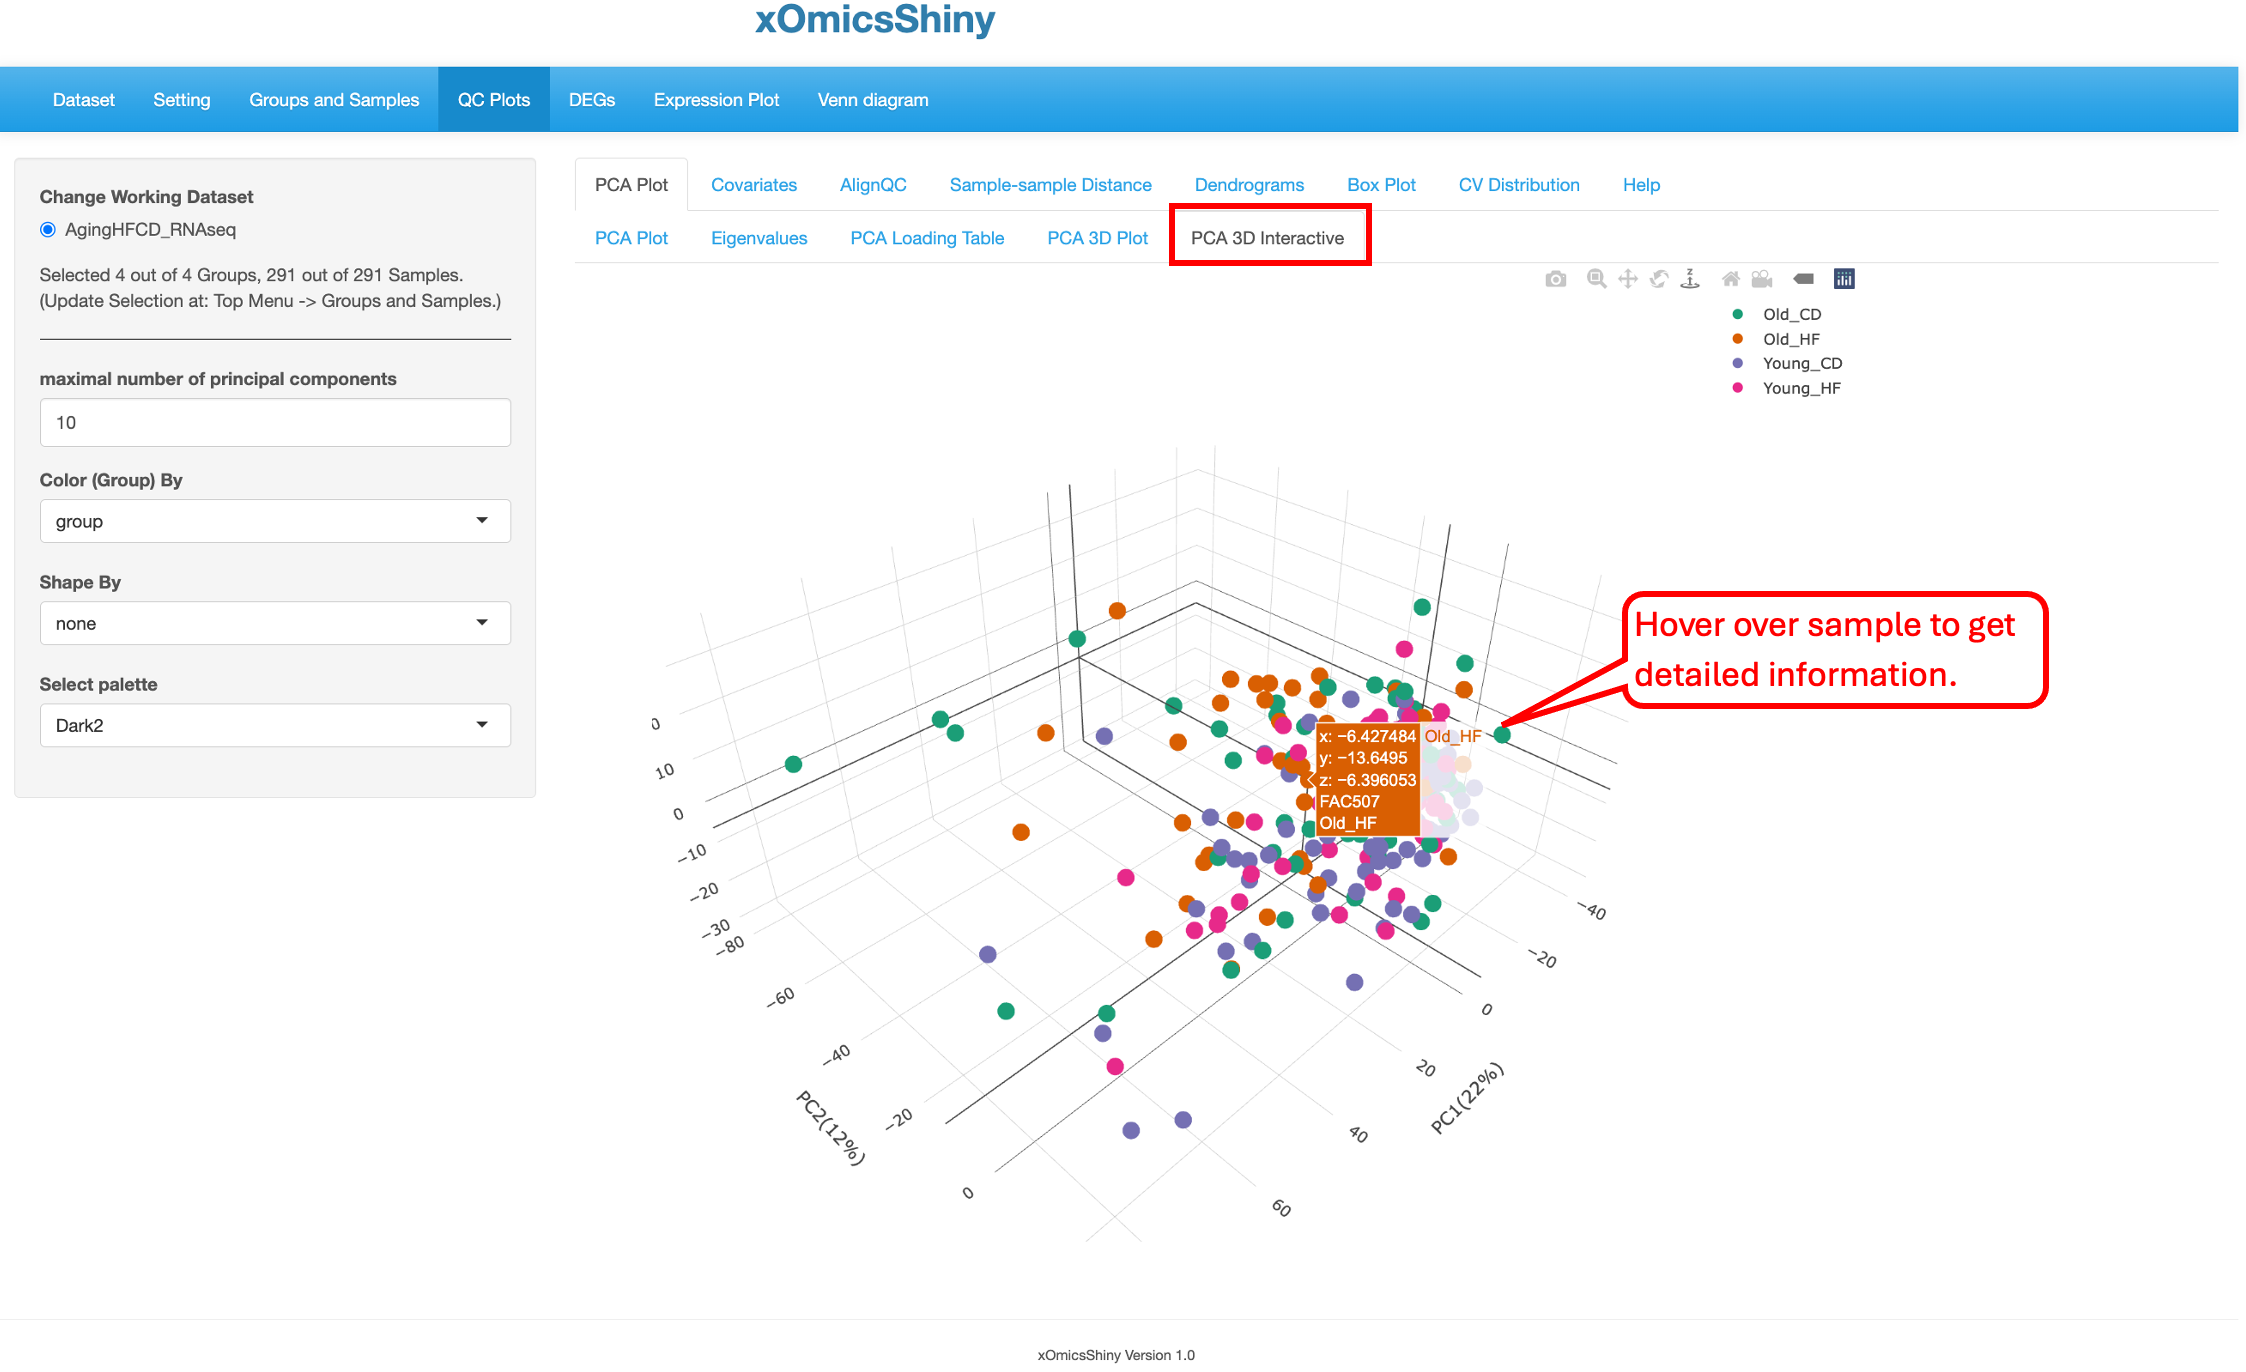 xOmicsShiny
Dataset Setting Groups and Samples QC Plots DEGs Expression Plot Venn diagram
Change Working Dataset
AgingHFCD_RNAseq
Selected 4 out of 4 Groups, 291 out of 291 Samples.
(Update Selection at: Top Menu -> Groups and Samples.)
maximal number of principal components
10
Color (Group) By
group
Shape By
none
Select palette
Dark2
PCA Plot Covariates AlignQC Sample-sample Distance Dendrograms Box Plot CV Distribution Help
PCA Plot Eigenvalues PCA Loading Table PCA 3D Plot PCA 3D Interactive
Old_CD
Old_HF
Young_CD
Young_HF
Hover over sample to get
detailed information.
x: −6.427484 Old_HF
y: −13.6495
z: −6.396053
FAC507
Old_HF
0
10
0
−10
−20
−30
−80
−60
−40
−20
0
PC2(12%)
−40
−20
0
20
40
60
PC1(22%)
xOmicsShiny Version 1.0